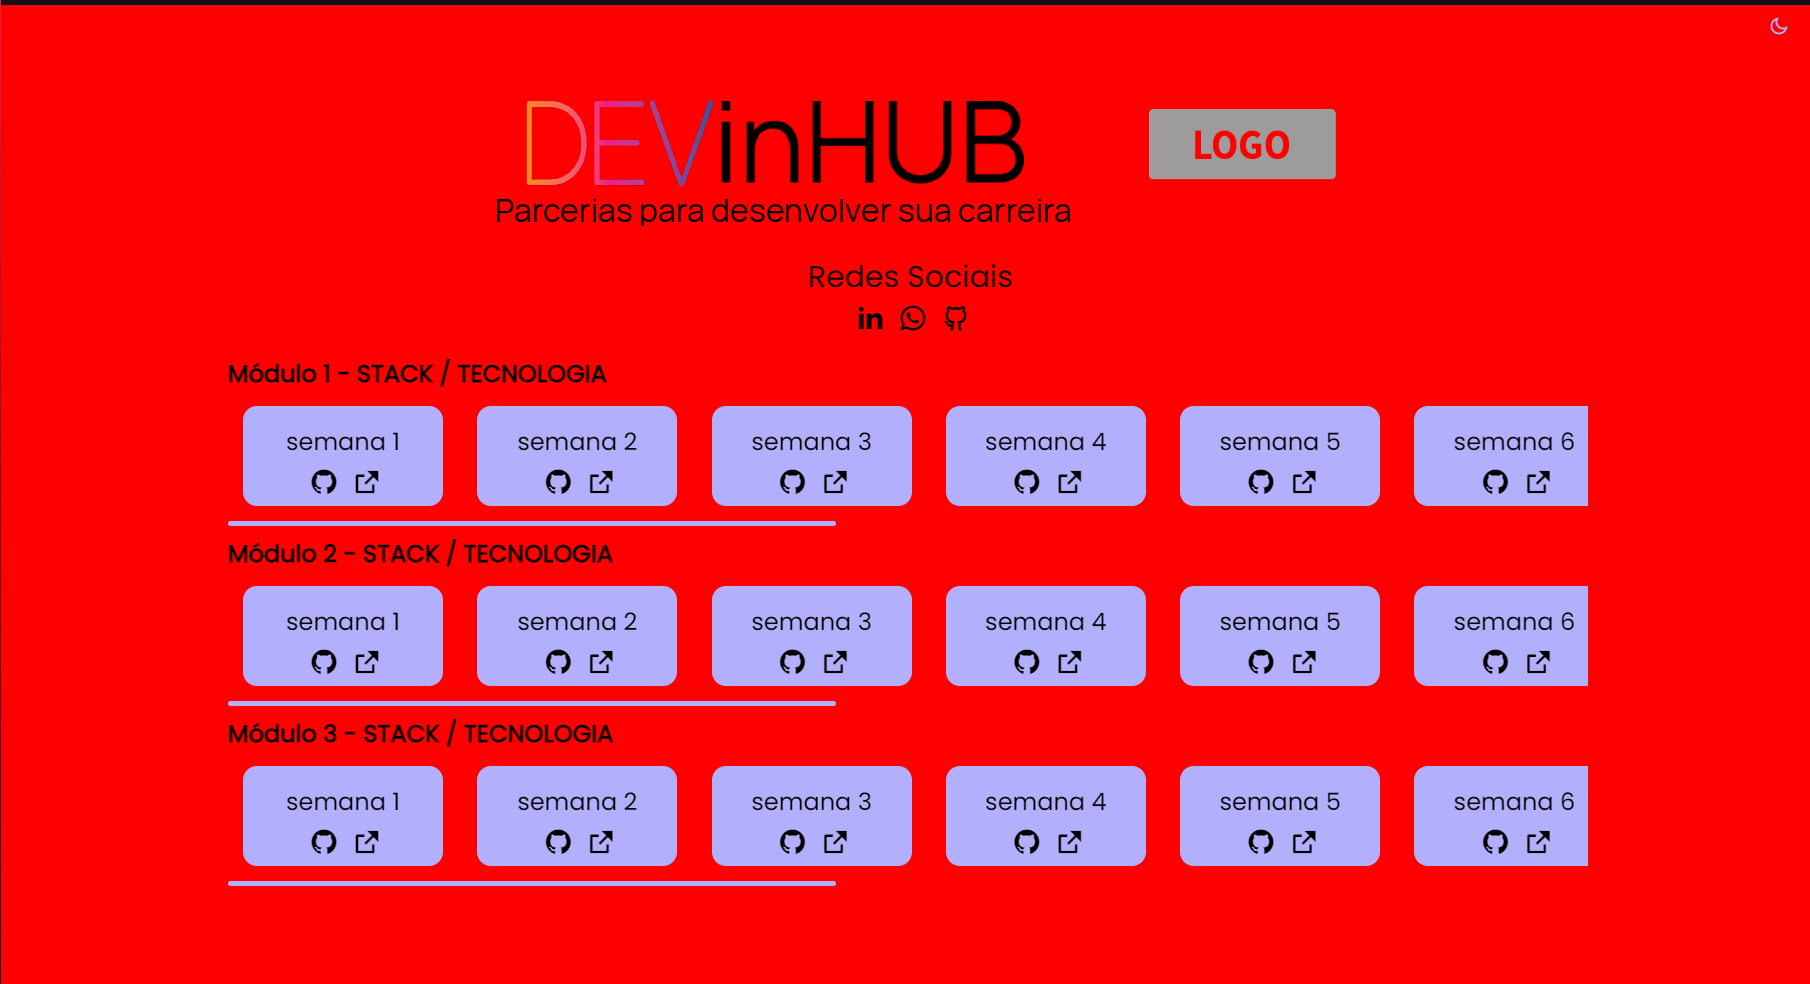 DEVinHUB
LOGO
Parcerias para desenvolver sua carreira
Redes Sociais
in
Módulo 1 - STACK / TECNOLOGIA
semana 1 semana 2 semana 3 semana 4 semana 5 semana 6
Módulo 2 - STACK / TECNOLOGIA
semana 1 semana 2 semana 3 semana 4 semana 5 semana 6
Módulo 3 - STACK / TECNOLOGIA
semana 1 semana 2 semana 3 semana 4 semana 5 semana 6